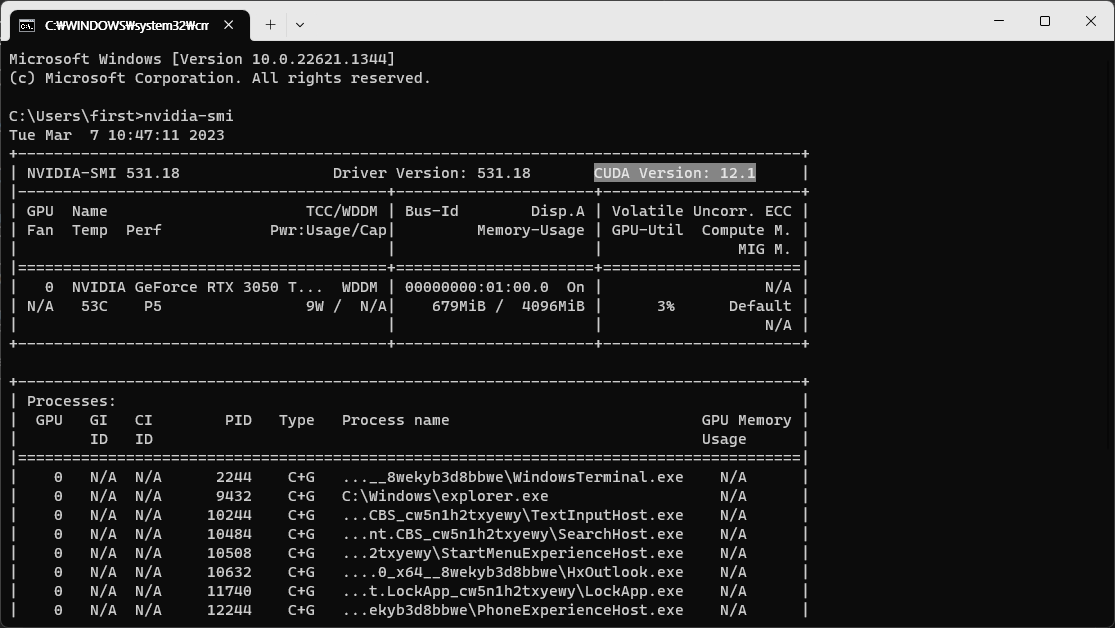 C:₩WINDOWS₩system32₩cm
Microsoft Windows [Version 10.0.22621.1344]
(c) Microsoft Corporation. All rights reserved.
C:\Users\first>nvidia-smi
Tue Mar  7 10:47:11 2023
+---------------------------------------------------------------------------------------+
| NVIDIA-SMI 531.18                 Driver Version: 531.18       CUDA Version: 12.1     |
|-----------------------------------------+----------------------+----------------------+
| GPU  Name                      TCC/WDDM | Bus-Id        Disp.A | Volatile Uncorr. ECC |
| Fan  Temp  Perf            Pwr:Usage/Cap|         Memory-Usage | GPU-Util  Compute M. |
|                                         |                      |               MIG M. |
|=========================================+======================+======================|
|   0  NVIDIA GeForce RTX 3050 T...  WDDM | 00000000:01:00.0  On |                  N/A |
| N/A   53C    P5                9W /  N/A|    679MiB /  4096MiB |      3%      Default |
|                                         |                      |                  N/A |
+-----------------------------------------+----------------------+----------------------+
+---------------------------------------------------------------------------------------+
| Processes:                                                                            |
|  GPU   GI   CI        PID   Type   Process name                            GPU Memory |
|        ID   ID                                                             Usage      |
|=======================================================================================|
|    0   N/A  N/A      2244    C+G   ...__8wekyb3d8bbwe\WindowsTerminal.exe    N/A      |
|    0   N/A  N/A      9432    C+G   C:\Windows\explorer.exe                   N/A      |
|    0   N/A  N/A     10244    C+G   ...CBS_cw5n1h2txyewy\TextInputHost.exe    N/A      |
|    0   N/A  N/A     10484    C+G   ...nt.CBS_cw5n1h2txyewy\SearchHost.exe    N/A      |
|    0   N/A  N/A     10508    C+G   ...2txyewy\StartMenuExperienceHost.exe    N/A      |
|    0   N/A  N/A     10632    C+G   ....0_x64__8wekyb3d8bbwe\HxOutlook.exe    N/A      |
|    0   N/A  N/A     11740    C+G   ...t.LockApp_cw5n1h2txyewy\LockApp.exe    N/A      |
|    0   N/A  N/A     12244    C+G   ...ekyb3d8bbwe\PhoneExperienceHost.exe    N/A      |